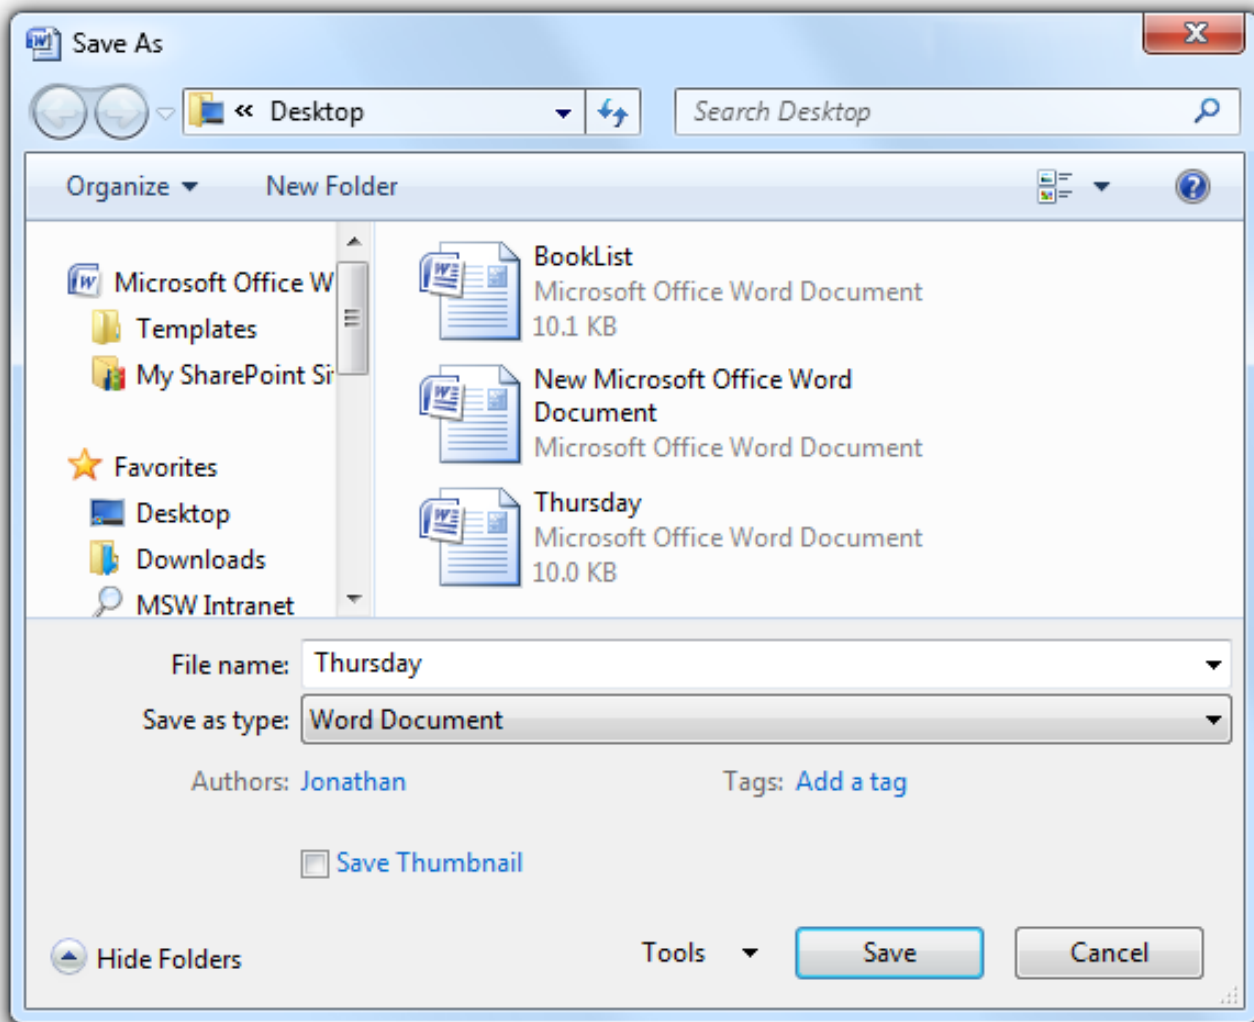 Save As
« Desktop
Search Desktop
Organize
New Folder
Microsoft Office W
Templates
My SharePoint Si
Favorites
Desktop
Downloads
MSW Intranet
BookList
Microsoft Office Word Document
10.1 KB
New Microsoft Office Word
Document
Microsoft Office Word Document
Thursday
Microsoft Office Word Document
10.0 KB
File name: Thursday
Save as type: Word Document
Authors: Jonathan
Tags: Add a tag
Save Thumbnail
Hide Folders
Tools
Save
Cancel